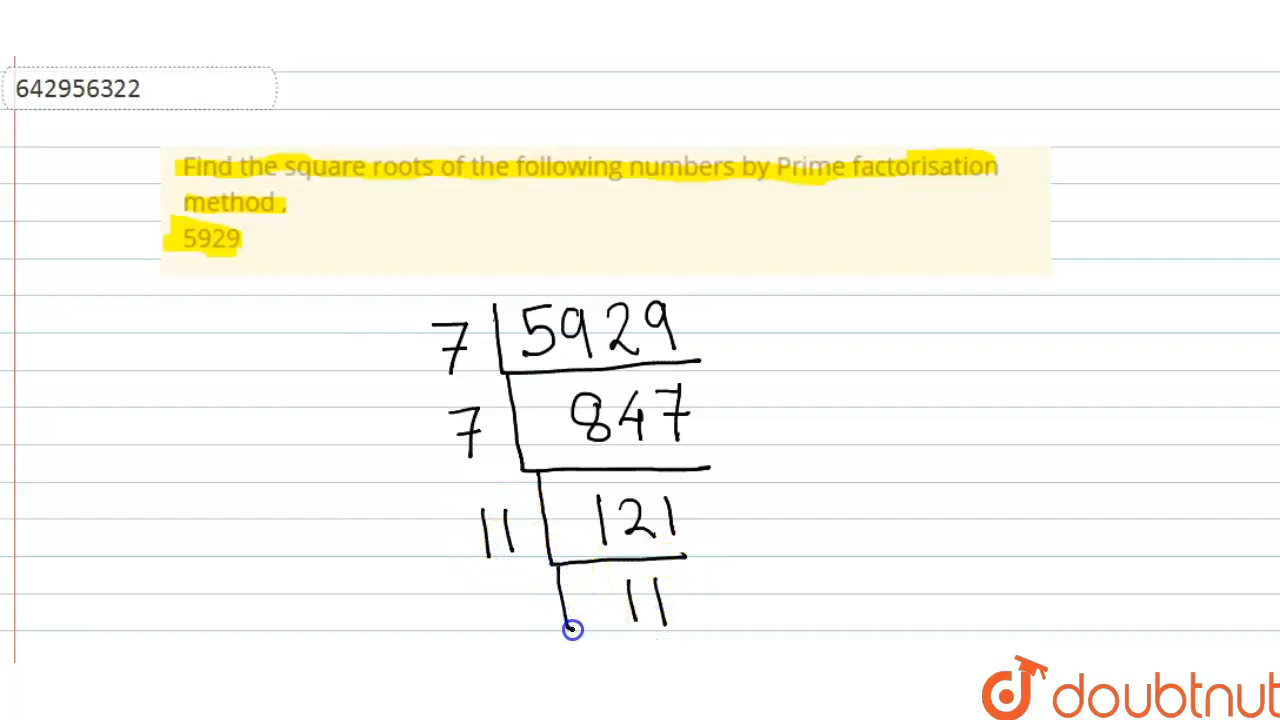 642956322
Find the square roots of the following numbers by Prime factorisation
method .
5929
7 5929
7 847
11 121
11
doubtnut